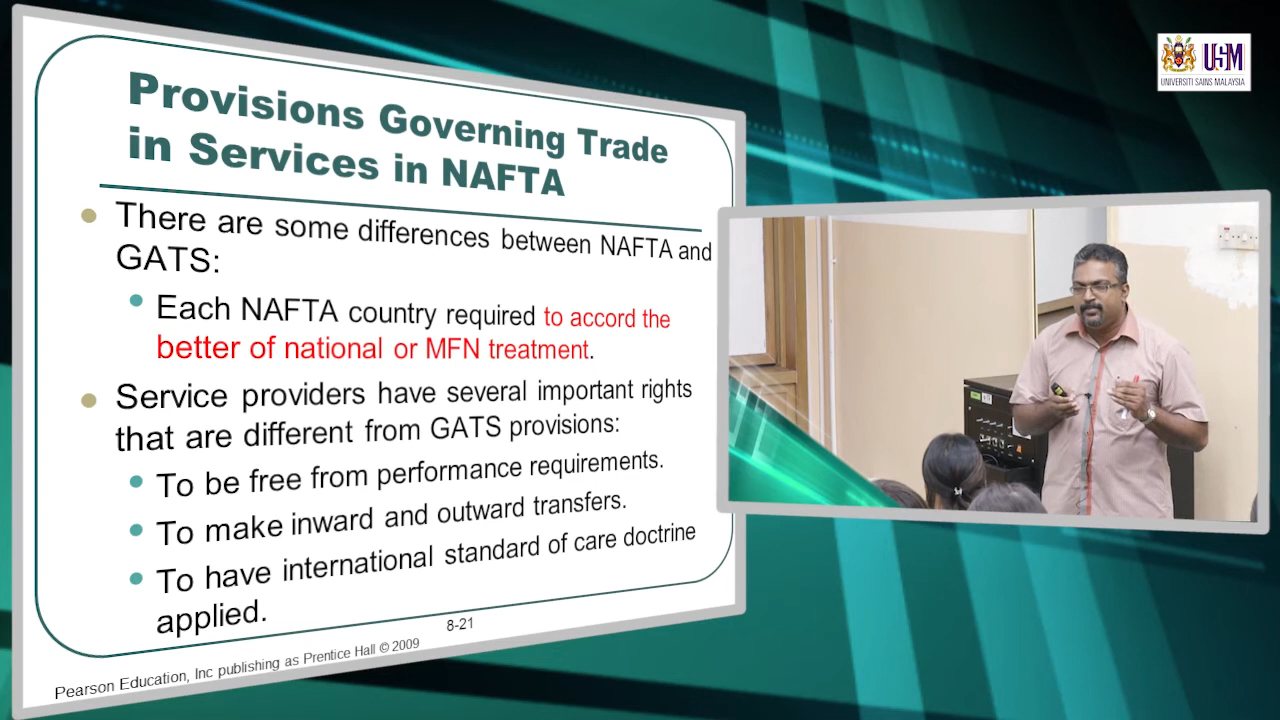 Provisions Governing Trade
in Services in NAFTA
There are some differences between NAFTA and
GATS:
Each NAFTA country required to accord the
better of national or MFN treatment.
Service providers have several important rights
that are different from GATS provisions:
To be free from performance requirements.
To make inward and outward transfers.
To have international standard of care doctrine
applied.
8-21
Pearson Education, Inc publishing as Prentice Hall © 2009
USM
UNIVERSITI SAINS MALAYSIA